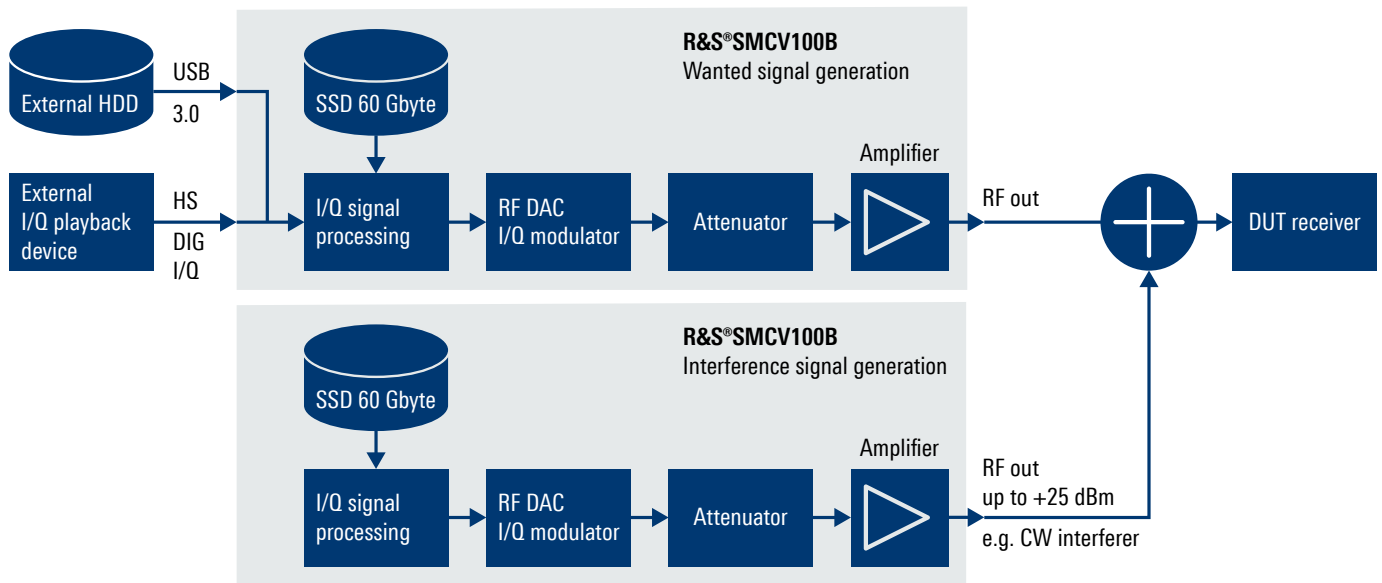 R&S®SMCV100B
Wanted signal generation
External HDD
USB
3.0
SSD 60 Gbyte
External
I/Q playback
device
HS
DIG
I/Q
I/Q signal
processing
RF DAC
I/Q modulator
Attenuator
Amplifier
RF out
DUT receiver
R&S®SMCV100B
Interference signal generation
SSD 60 Gbyte
I/Q signal
processing
RF DAC
I/Q modulator
Attenuator
Amplifier
RF out
up to +25 dBm
e.g. CW interferer